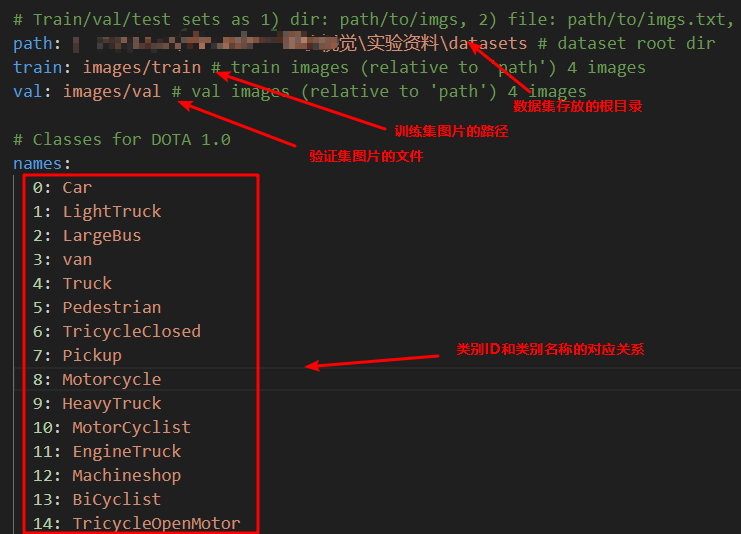 # Train/val/test sets as 1) dir: path/to/imgs, 2) file: path/to/imgs.txt,
path: 视觉\实验资料\datasets # dataset root dir
train: images/train # train images (relative to 'path') 4 images
val: images/val # val images (relative to 'path') 4 images
数据集存放的根目录
训练集图片的路径
# Classes for DOTA 1.0
验证集图片的文件
names:
0: Car
1: LightTruck
2: LargeBus
3: van
4: Truck
5: Pedestrian
6: TricycleClosed
类别ID和类别名称的对应关系
7: Pickup
8: Motorcycle
9: HeavyTruck
10: MotorCyclist
11: EngineTruck
12: Machineshop
13: BiCyclist
14: TricycleOpenMotor